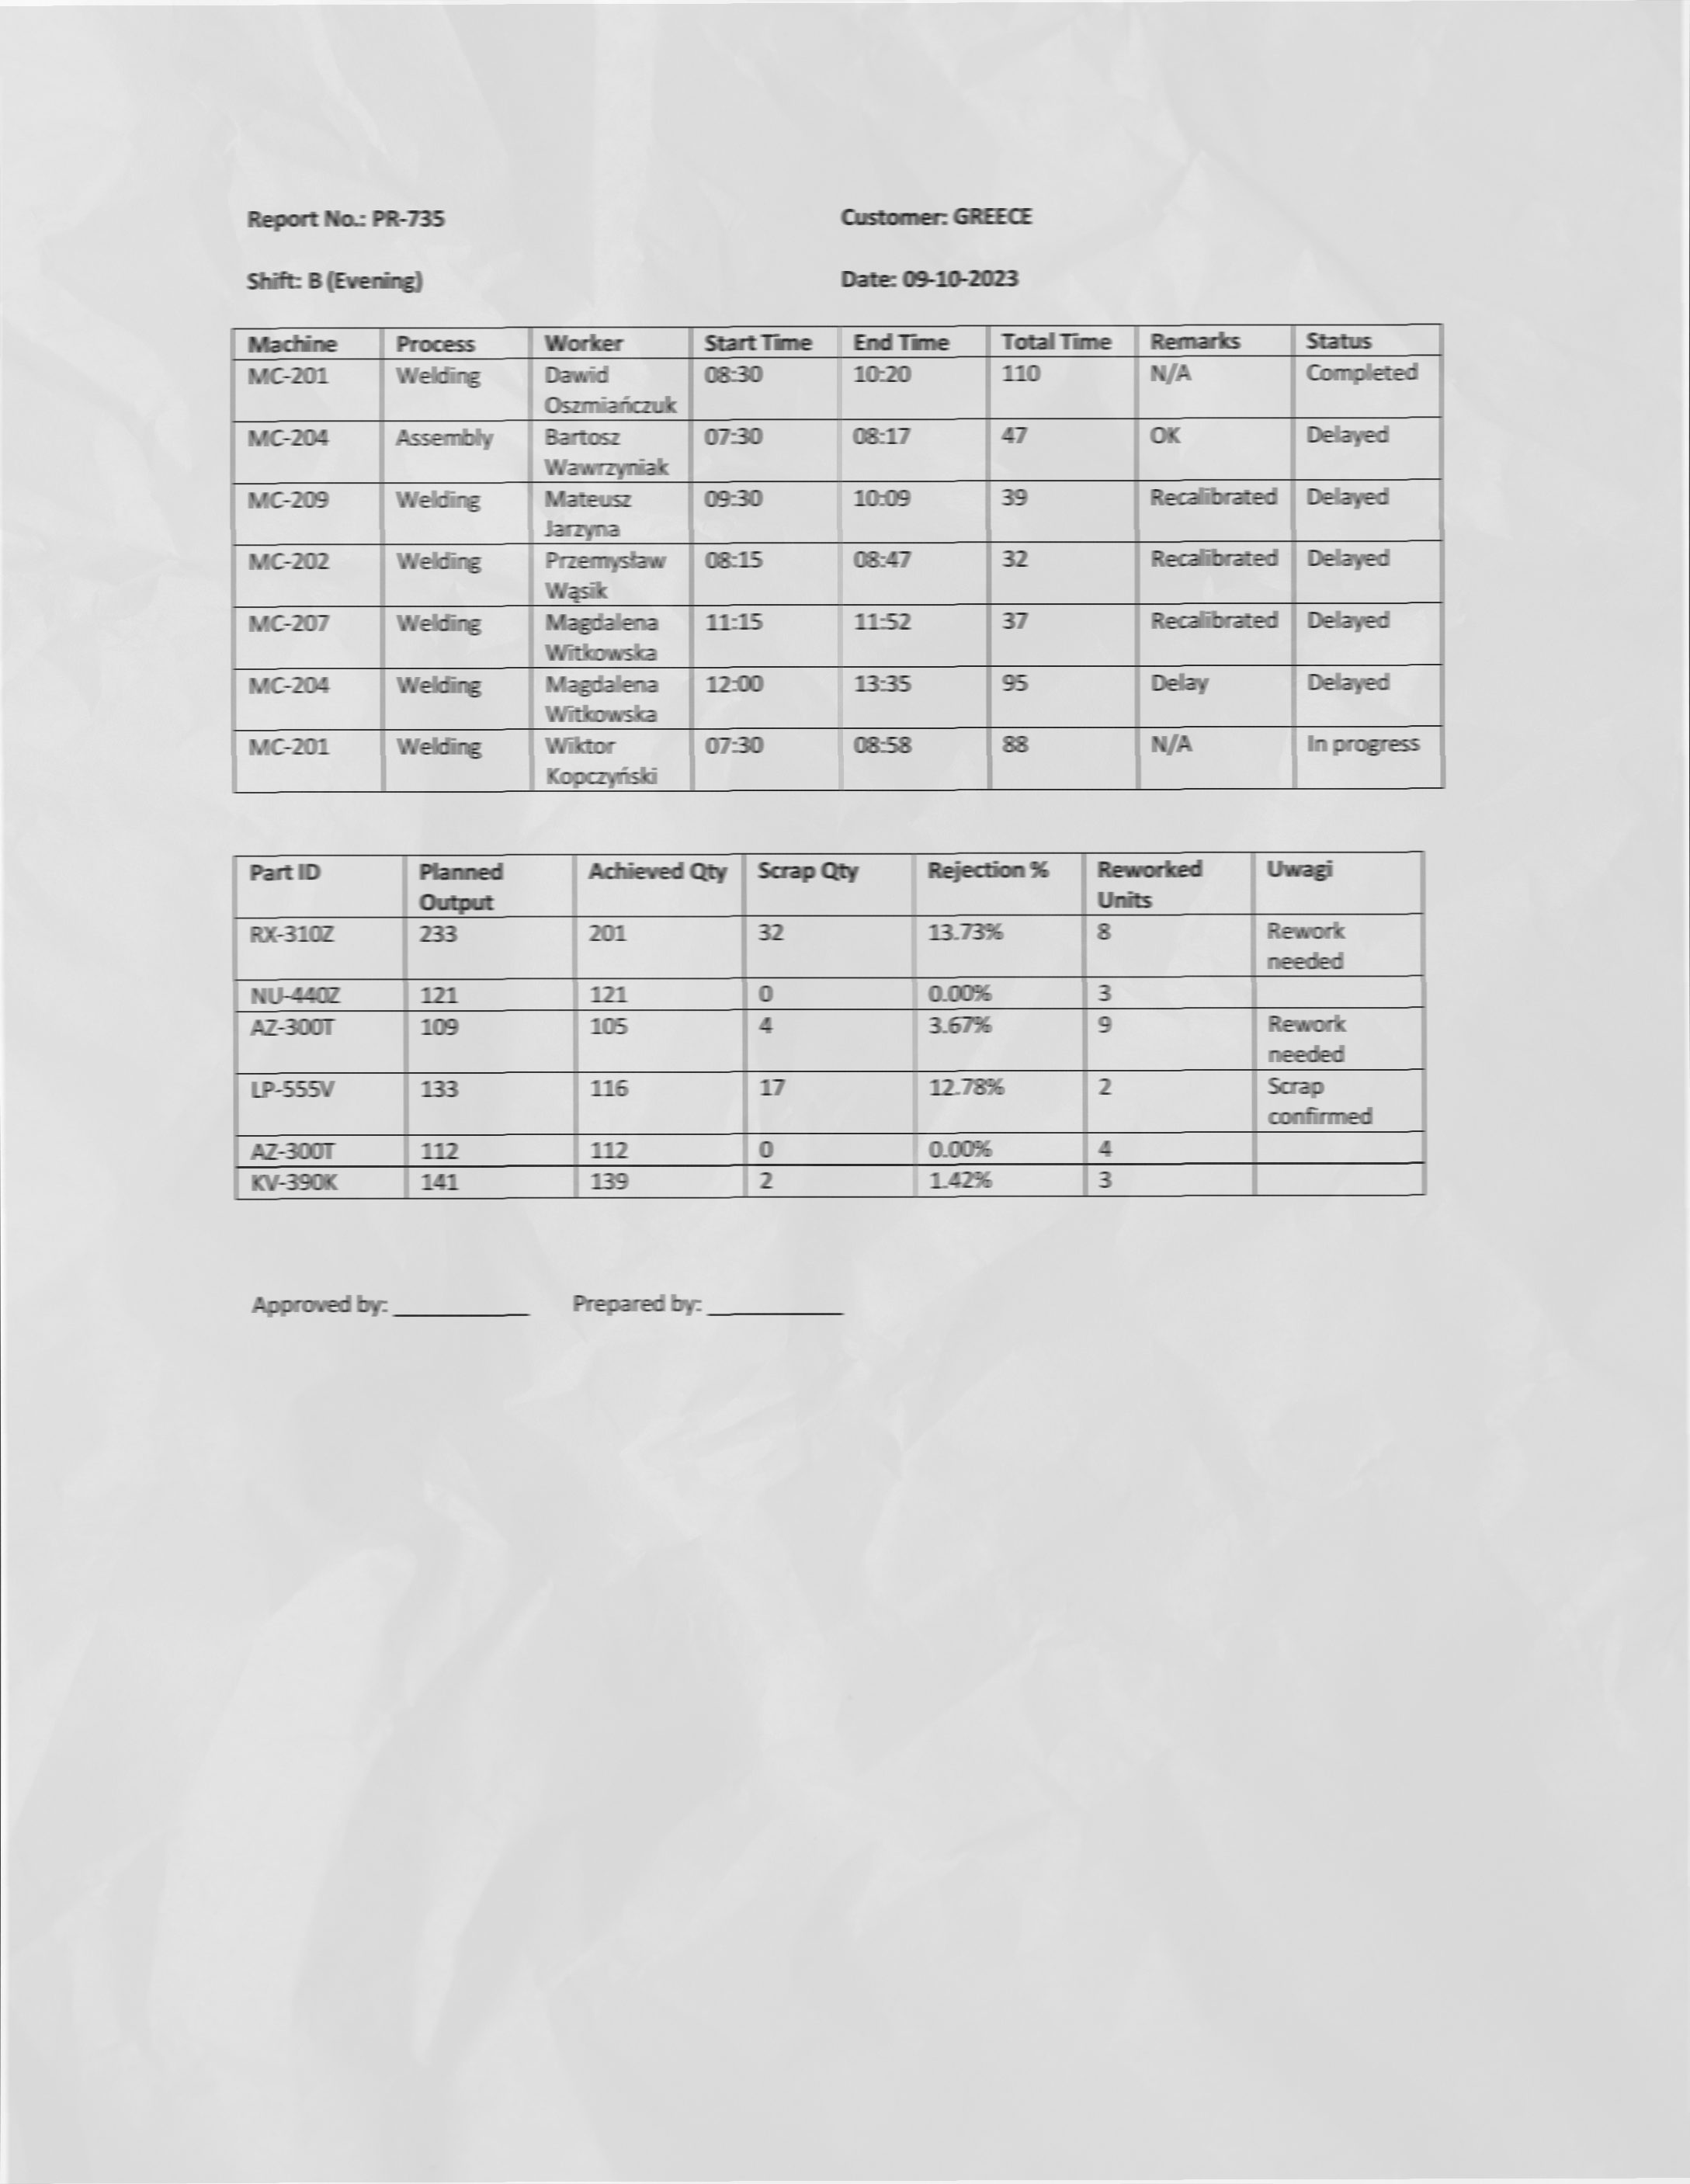 Report No.: PR-735 Customer: GREECE
Shift: B (Evening) Date: 09-10-2023
Machine Process Worker Start Time End Time Total Time Remarks Status
MC-201 Welding Dawid Oszmiańczuk 08:30 10:20 110 N/A Completed
MC-204 Assembly Bartosz Wawrzyniak 07:30 08:17 47 OK Delayed
MC-209 Welding Mateusz Jarzyna 09:30 10:09 39 Recalibrated Delayed
MC-202 Welding Przemysław Wąsik 08:15 08:47 32 Recalibrated Delayed
MC-207 Welding Magdalena Witkowska 11:15 11:52 37 Recalibrated Delayed
MC-204 Welding Magdalena Witkowska 12:00 13:35 95 Delay Delayed
MC-201 Welding Wiktor Kopczyński 07:30 08:58 88 N/A In progress
Part ID Planned Output Achieved Qty Scrap Qty Rejection % Reworked Units Uwagi
RX-310Z 233 201 32 13.73% 8 Rework needed
NU-440Z 121 121 0 0.00% 3
AZ-300T 109 105 4 3.67% 9 Rework needed
LP-555V 133 116 17 12.78% 2 Scrap confirmed
AZ-300T 112 112 0 0.00% 4
KV-390K 141 139 2 1.42% 3
Approved by: ____________ Prepared by: ____________